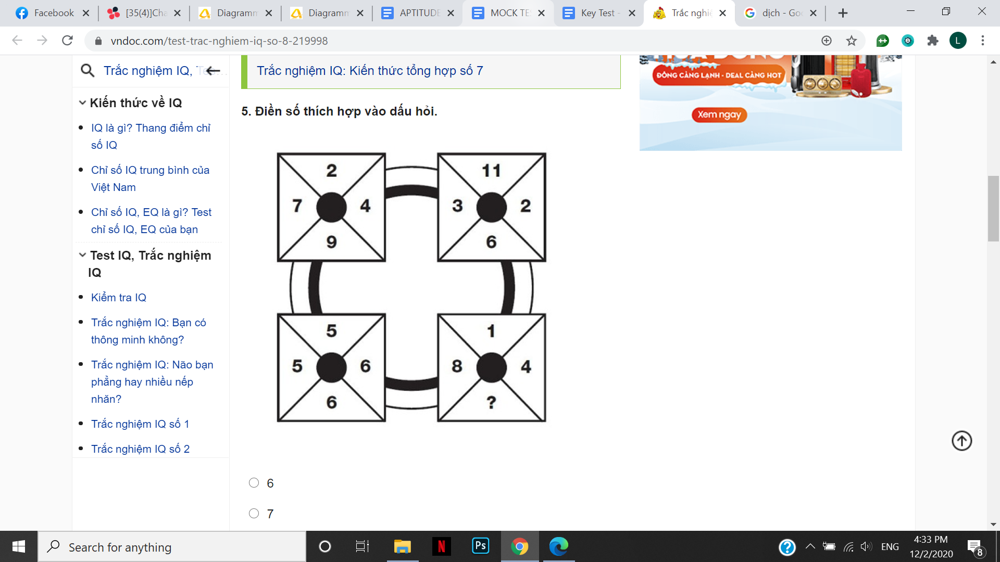 Facebook
[35(4)]Cha
Diagramm
Diagramm
APTITUDE
MOCK TE
Key Test -
Trắc nghiệ
dịch - Goo
vndoc.com/test-trac-nghiem-iq-so-8-219998
L
Trắc nghiệm IQ, Te...
Kiến thức về IQ
IQ là gì? Thang điểm chỉ
số IQ
Chỉ số IQ trung bình của
Việt Nam
Chỉ số IQ, EQ là gì? Test
chỉ số IQ, EQ của bạn
Test IQ, Trắc nghiệm
IQ
Kiểm tra IQ
Trắc nghiệm IQ: Bạn có
thông minh không?
Trắc nghiệm IQ: Não bạn
phẳng hay nhiều nếp
nhăn?
Trắc nghiệm IQ số 1
Trắc nghiệm IQ số 2
Trắc nghiệm IQ: Kiến thức tổng hợp số 7
5. Điền số thích hợp vào dấu hỏi.
2
11
7 4
3 2
9
6
5
1
5 6
8 4
6
?
6
7
ĐÔNG CÀNG LẠNH - DEAL CÀNG HOT
Xem ngay
Search for anything
N
Ps
?
ENG
4:33 PM
12/2/2020
8